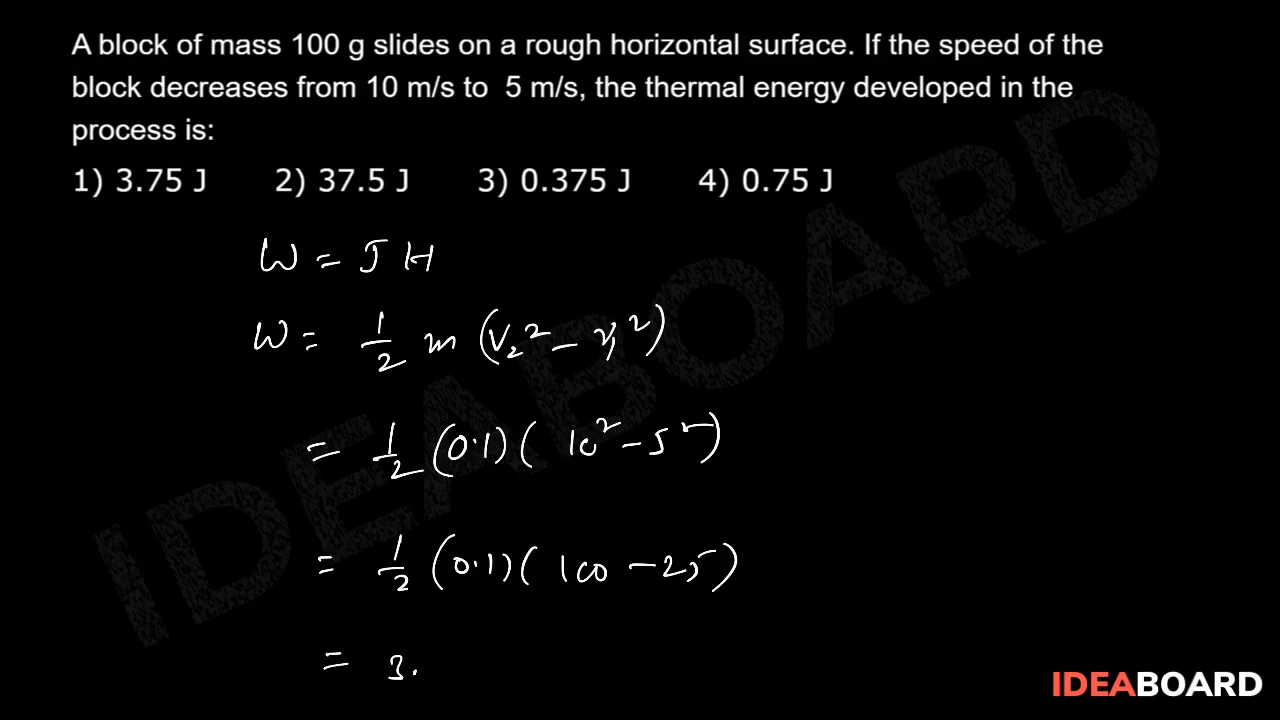 A block of mass 100 g slides on a rough horizontal surface. If the speed of the
block decreases from 10 m/s to 5 m/s, the thermal energy developed in the
process is:
1) 3.75 J 2) 37.5 J 3) 0.375 J 4) 0.75 J
W = J H
W = 1/2 m (V₂² - V₁²)
= 1/2 (0.1) ( 10² - 5²)
= 1/2 (0.1) ( 100 - 25)
= 3.
IDEABOARD
IDEABOARD